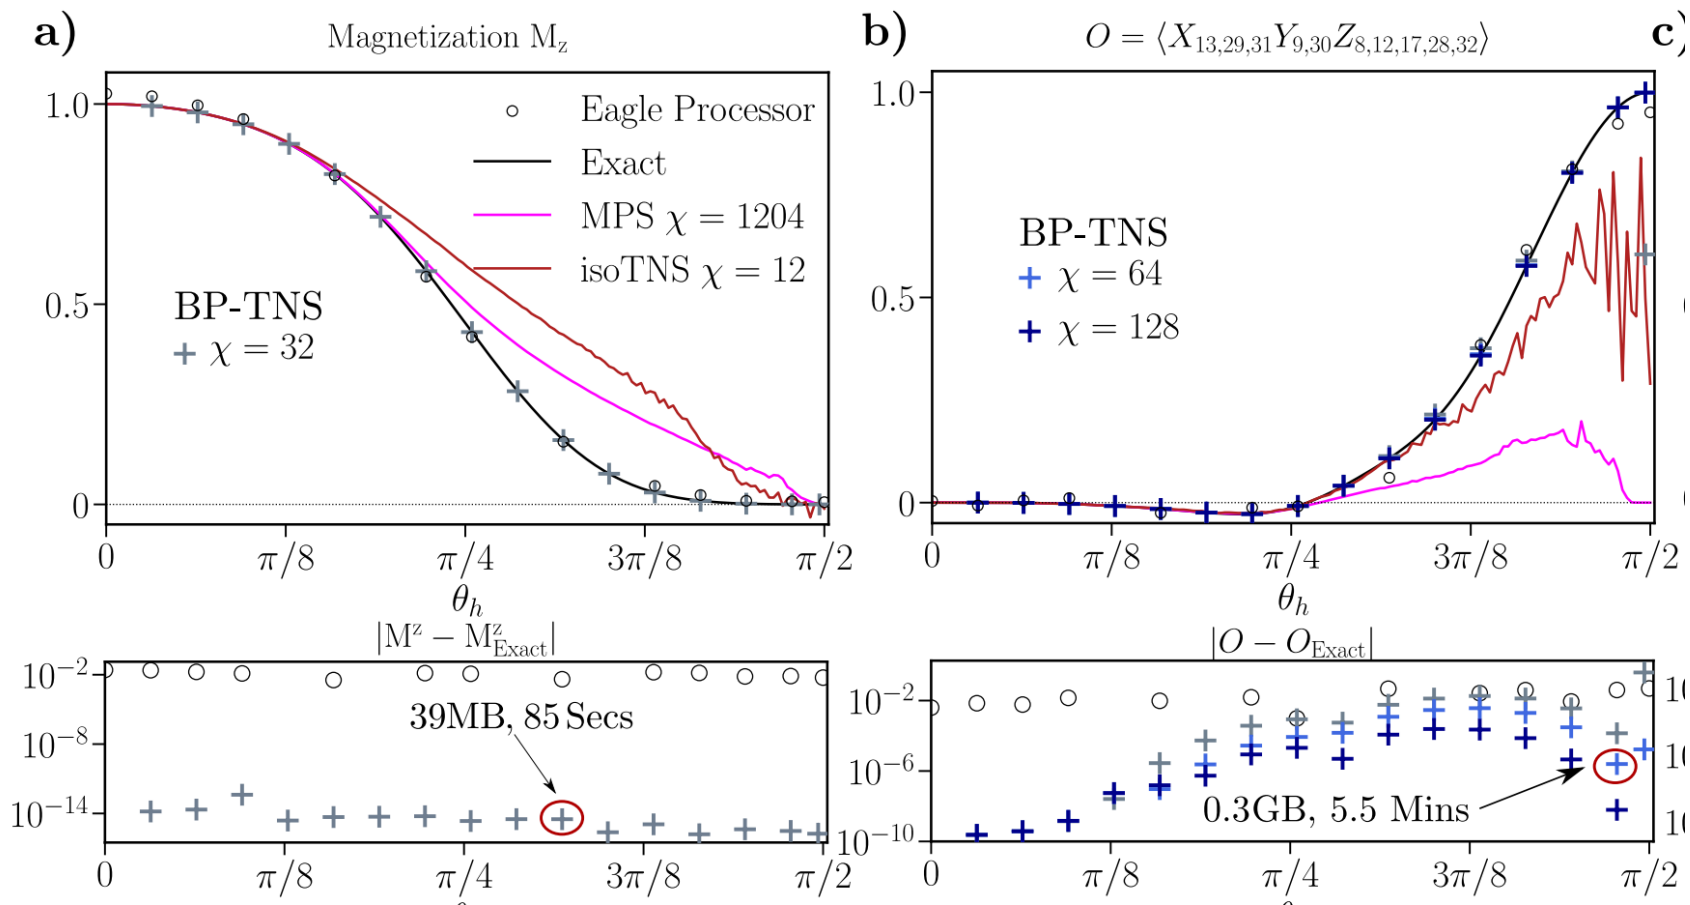 a)
Magnetization M_z
1.0
0.5
0
Eagle Processor
Exact
MPS χ = 1204
isoTNS χ = 12
BP-TNS
χ = 32
0 π/8 π/4 3π/8 π/2
θ_h
|M^z − M^z_Exact|
10^−2
10^−8
10^−14
39MB, 85 Secs
0 π/8 π/4 3π/8 π/2
b)
O = ⟨X_13,29,31 Y_9,30 Z_8,12,17,28,32⟩
1.0
0.5
0
BP-TNS
χ = 64
χ = 128
0 π/8 π/4 3π/8 π/2
θ_h
|O − O_Exact|
10^−2
10^−6
10^−10
0.3GB, 5.5 Mins
0 π/8 π/4 3π/8 π/2
c)